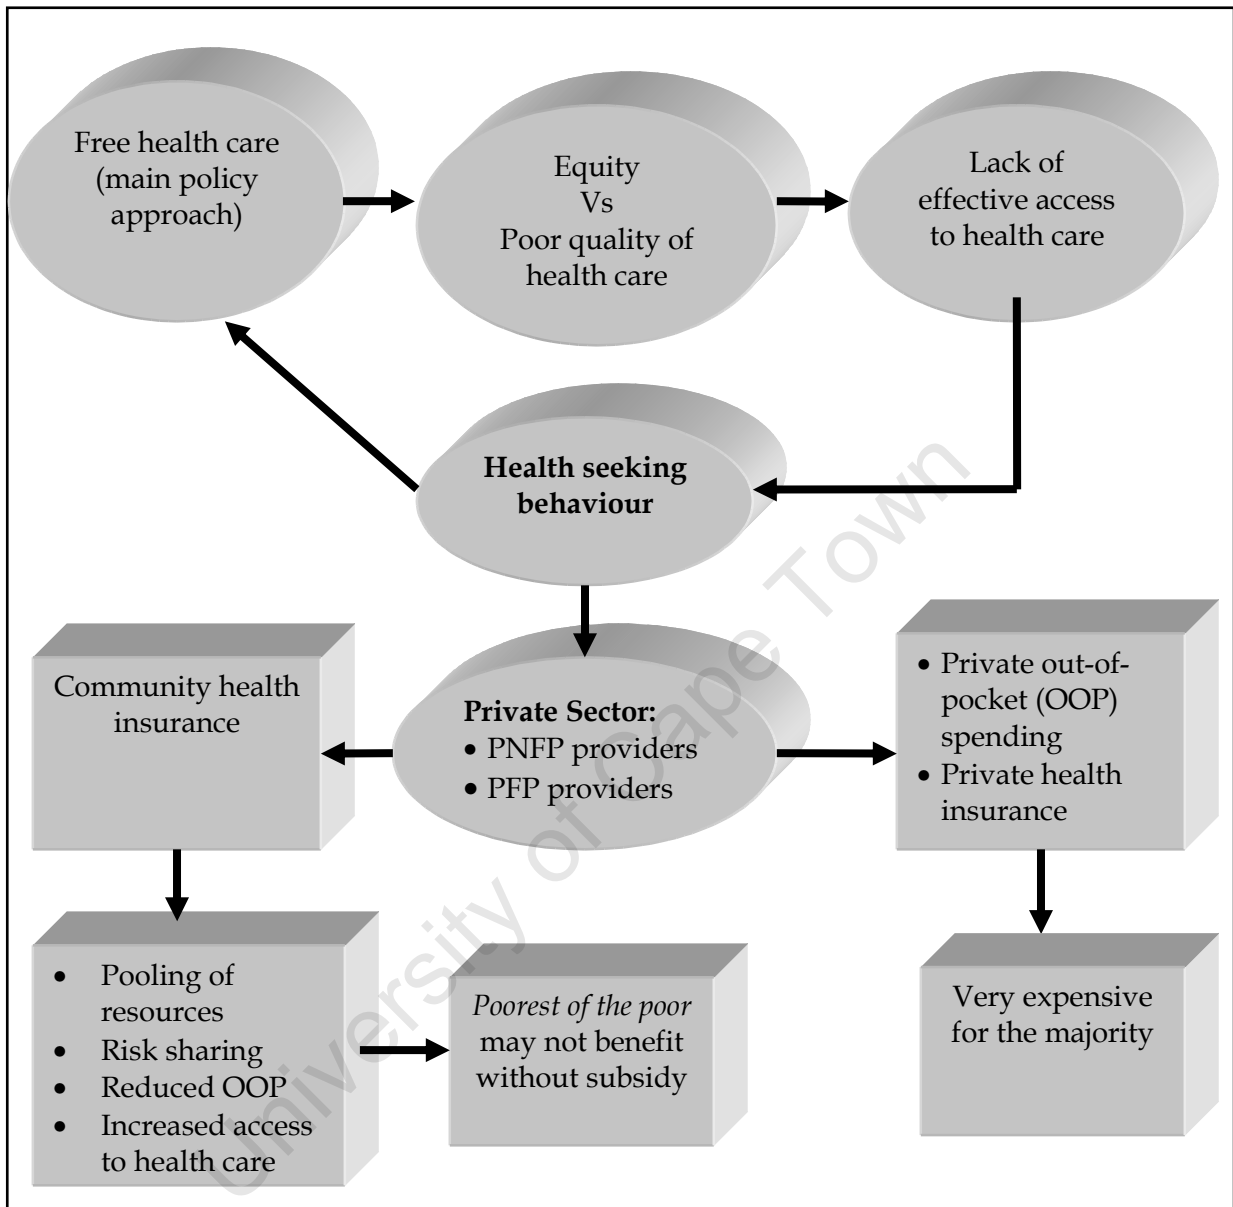 Free health care
(main policy
approach)
Equity
Vs
Poor quality of
health care
Lack of
effective access
to health care
Health seeking
behaviour
Community health
insurance
Private Sector:
• PNFP providers
• PFP providers
• Private out-of-
pocket (OOP)
spending
• Private health
insurance
• Pooling of
resources
• Risk sharing
• Reduced OOP
• Increased access
to health care
Poorest of the poor
may not benefit
without subsidy
Very expensive
for the majority
University of Cape Town